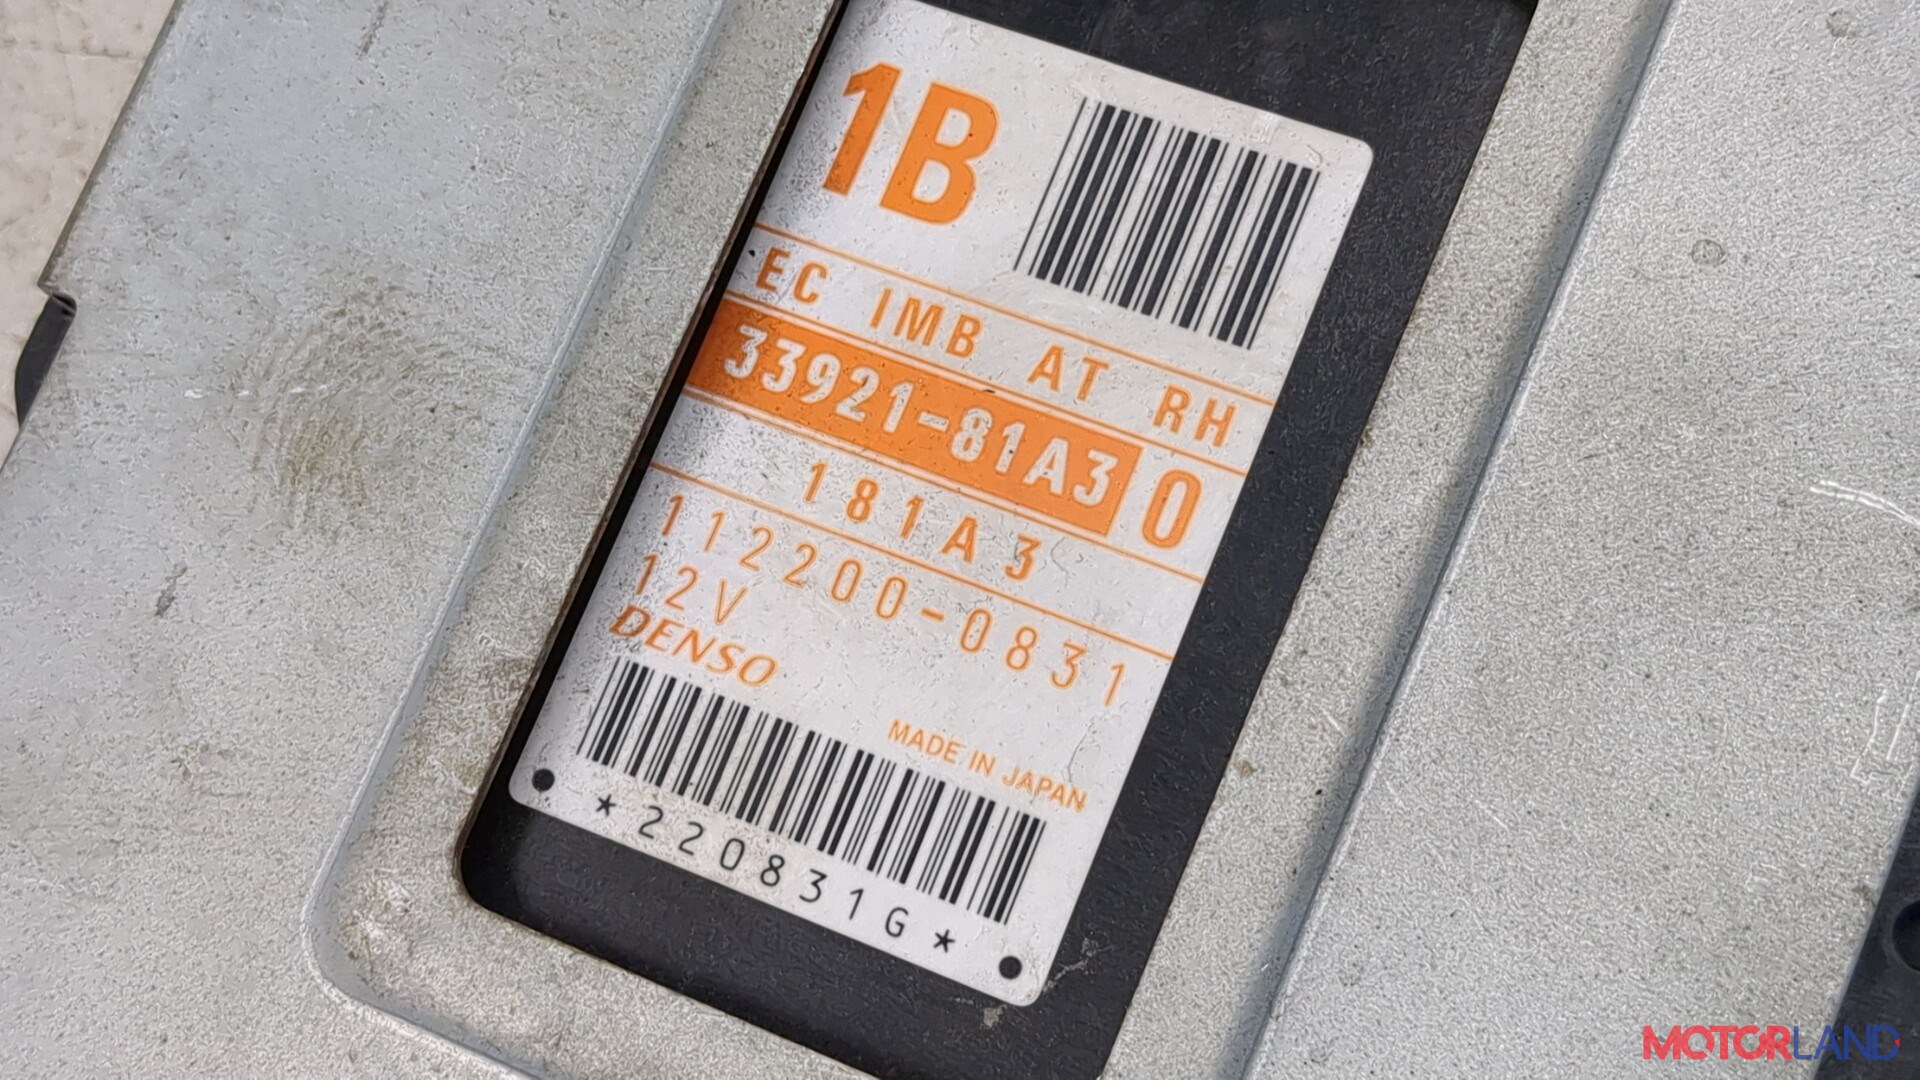 1B
EC IMB AT RH
33921-81A3 0
181A3
112200-0831
12V
DENSO
MADE IN JAPAN
*220831G*
MOTORLAND